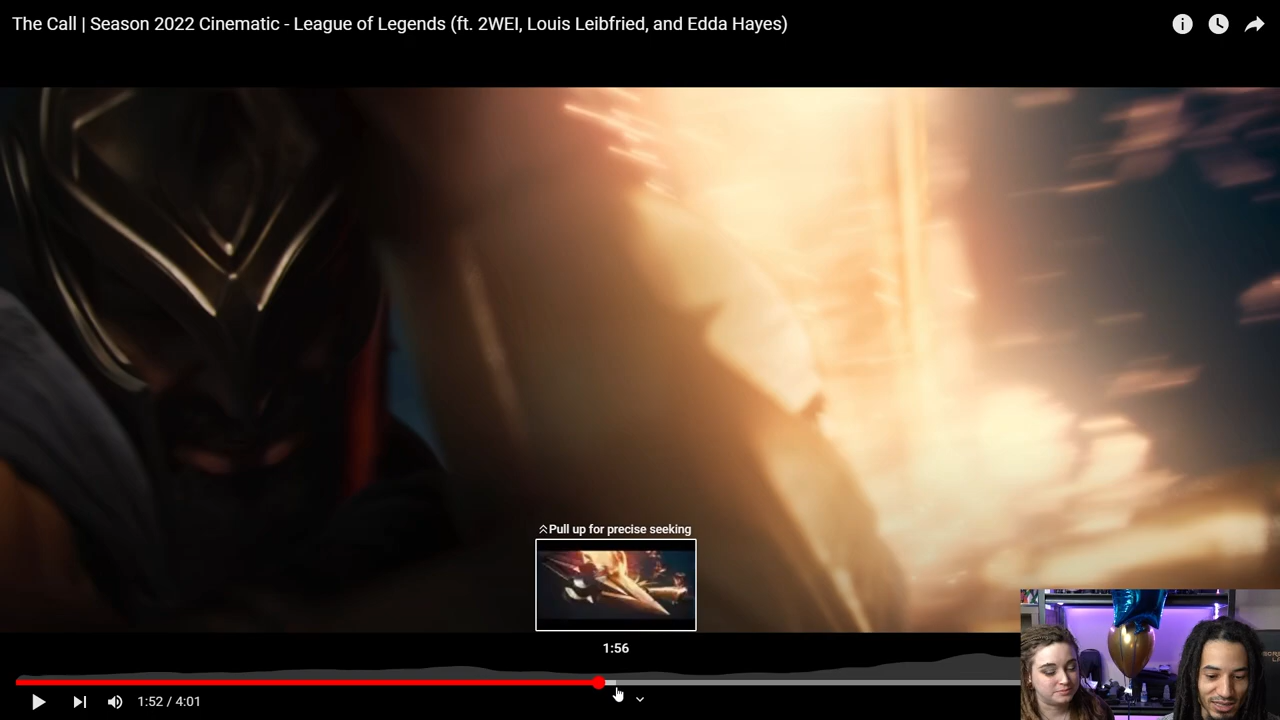 The Call | Season 2022 Cinematic - League of Legends (ft. 2WEI, Louis Leibfried, and Edda Hayes)
Pull up for precise seeking
1:56
1:52 / 4:01